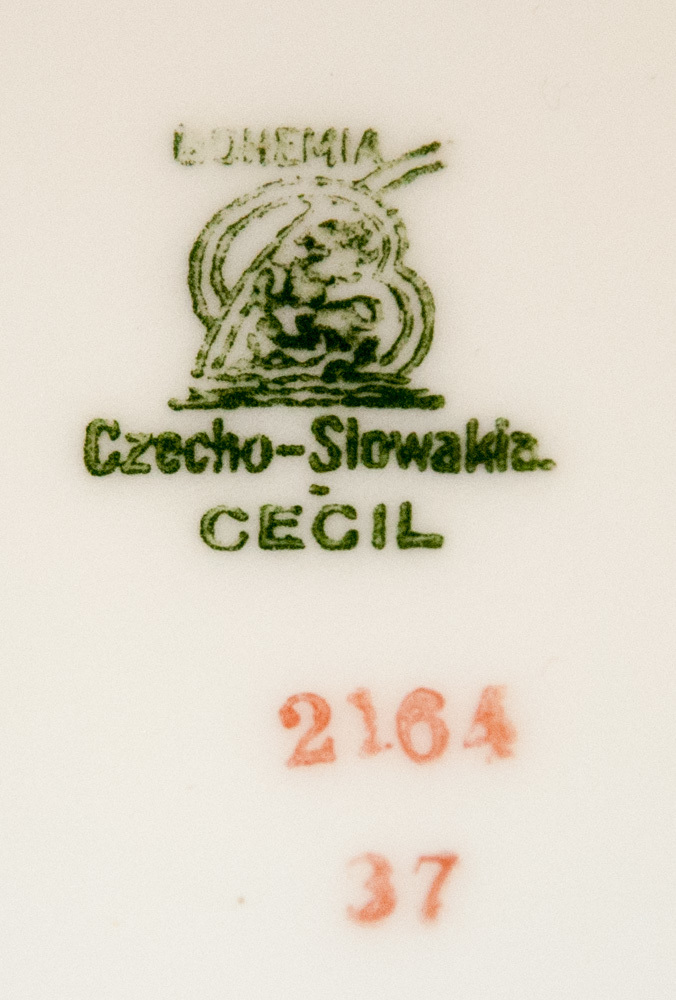 BOHEMIA
Czecho-Slowakia.
CECIL
2164
37